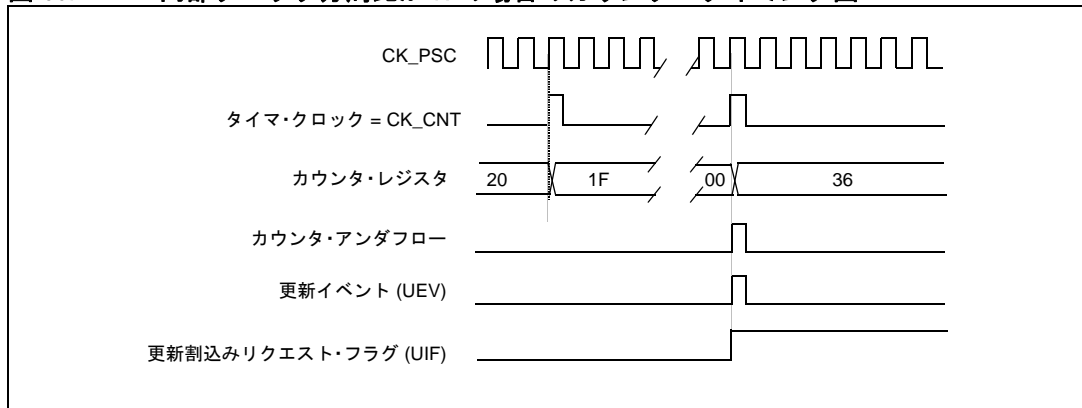 CK_PSC
タイマ･クロック = CK_CNT
カウンタ･レジスタ 20 1F 00 36
カウンタ･アンダフロー
更新イベント (UEV)
更新割込みリクエスト･フラグ (UIF)